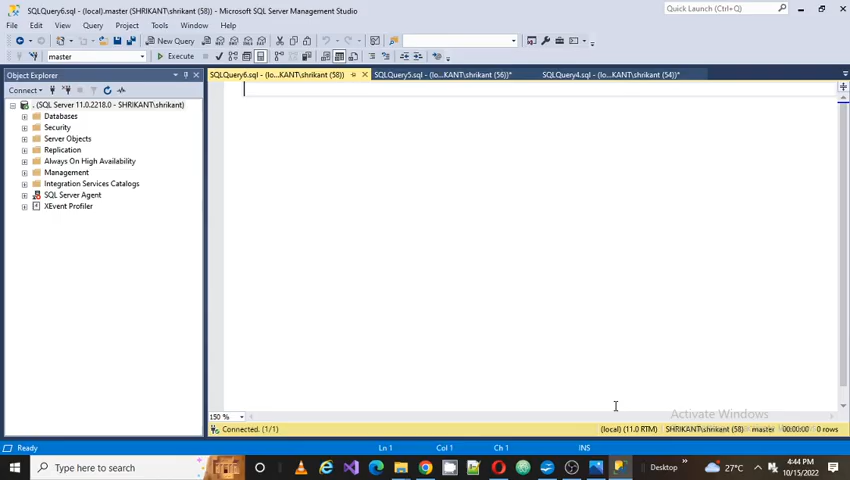 SQLQuery6.sql - (local).master (SHRIKANT\shrikant (58)) - Microsoft SQL Server Management Studio
Quick Launch (Ctrl+Q)
File Edit View Query Project Tools Window Help
New Query
master Execute
Object Explorer
SQLQuery6.sql - (lo...KANT\shrikant (58)) SQLQuery5.sql - (lo...KANT\shrikant (56))* SQLQuery4.sql - (lo...KANT\shrikant (54))*
Connect
. (SQL Server 11.0.2218.0 - SHRIKANT\shrikant)
Databases
Security
Server Objects
Replication
Always On High Availability
Management
Integration Services Catalogs
SQL Server Agent
XEvent Profiler
Activate Windows
150 %
Connected. (1/1) (local) (11.0 RTM) SHRIKANT\shrikant (58) master 00:00:00 0 rows
Ready Ln 1 Col 1 Ch 1 INS
Type here to search Desktop 27°C 4:44 PM
10/15/2022